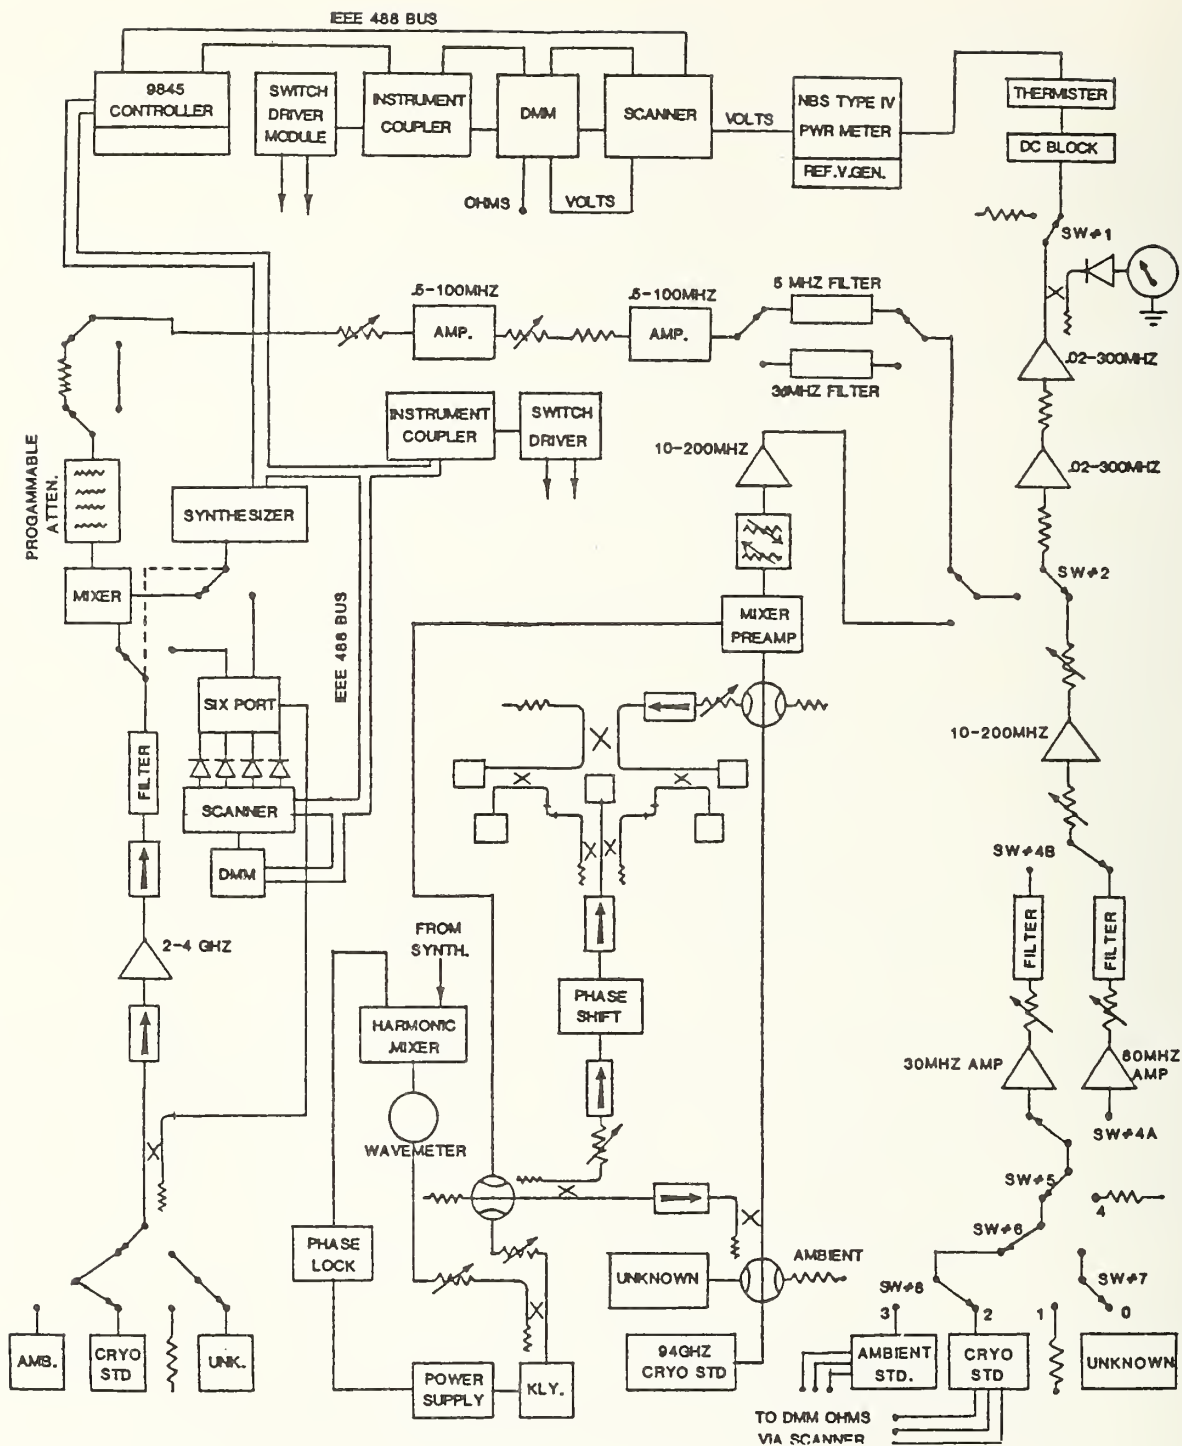 IEEE 488 BUS
9845
CONTROLLER
SWITCH
DRIVER
MODULE
INSTRUMENT
COUPLER
DMM
SCANNER
VOLTS
NBS TYPE IV
PWR METER
REF.V.GEN.
THERMISTER
DC BLOCK
OHMS
VOLTS
SW#1
.5-100MHZ
AMP.
.5-100MHZ
AMP.
5 MHZ FILTER
30MHZ FILTER
.02-300MHZ
.02-300MHZ
INSTRUMENT
COUPLER
SWITCH
DRIVER
10-200MHZ
PROGAMMABLE
ATTEN.
SYNTHESIZER
MIXER
SW#2
MIXER
PREAMP
IEEE 488 BUS
SIX PORT
FILTER
SCANNER
DMM
10-200MHZ
2-4 GHZ
FROM
SYNTH.
HARMONIC
MIXER
WAVEMETER
PHASE
SHIFT
SW#4B
FILTER
FILTER
30MHZ AMP
60MHZ
AMP
SW#4A
SW#5
4
SW#6
PHASE
LOCK
UNKNOWN
AMBIENT
SW#8
SW#7
3
2
1
0
AMB.
CRYO
STD
UNK.
POWER
SUPPLY
KLY.
94GHZ
CRYO STD
AMBIENT
STD.
CRYO
STD
UNKNOWN
TO DMM OHMS
VIA SCANNER